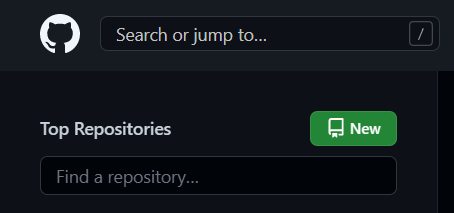 Search or jump to...
/
Top Repositories
New
Find a repository...